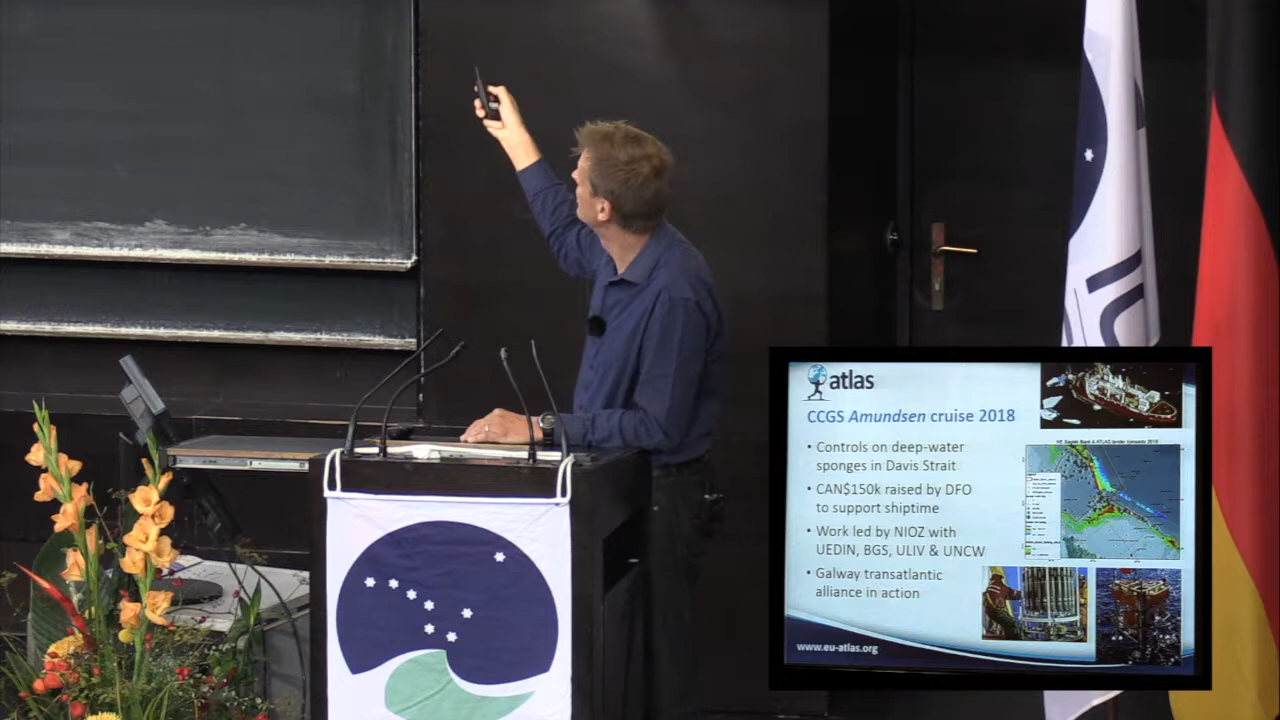 atlas
CCGS Amundsen cruise 2018
• Controls on deep-water
sponges in Davis Strait
• CAN$150k raised by DFO
to support shiptime
• Work led by NIOZ with
UEDIN, BGS, ULIV & UNCW
• Galway transatlantic
alliance in action
www.eu-atlas.org